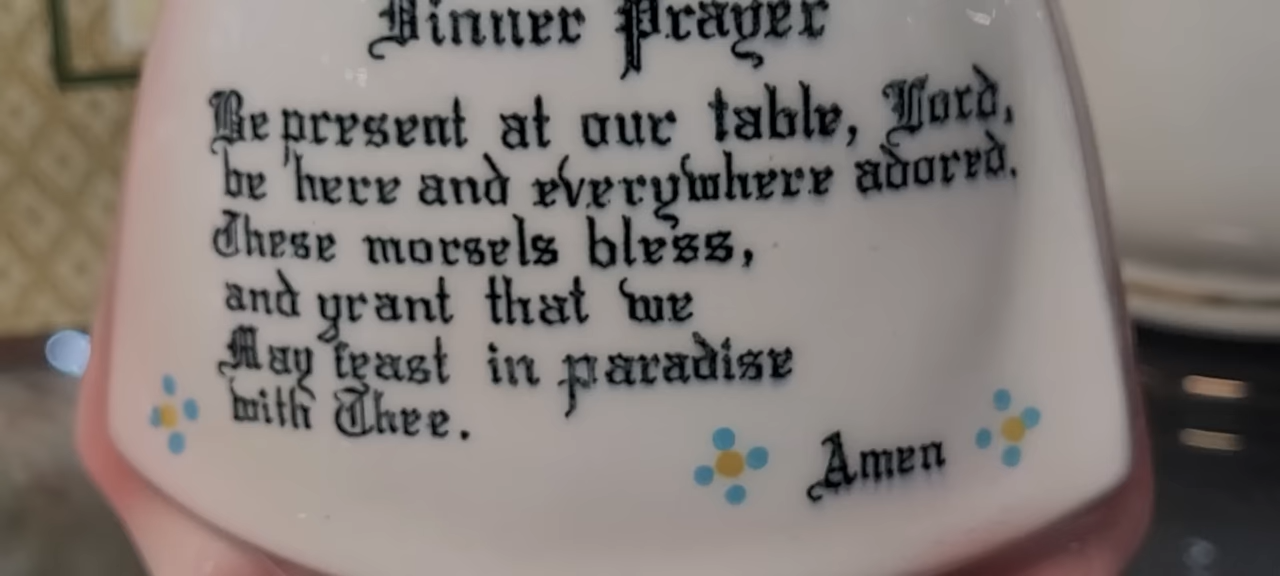 Dinner Prayer
Be present at our table, Lord,
be here and everywhere adored.
These morsels bless,
and grant that we
May feast in paradise
with Thee.
Amen